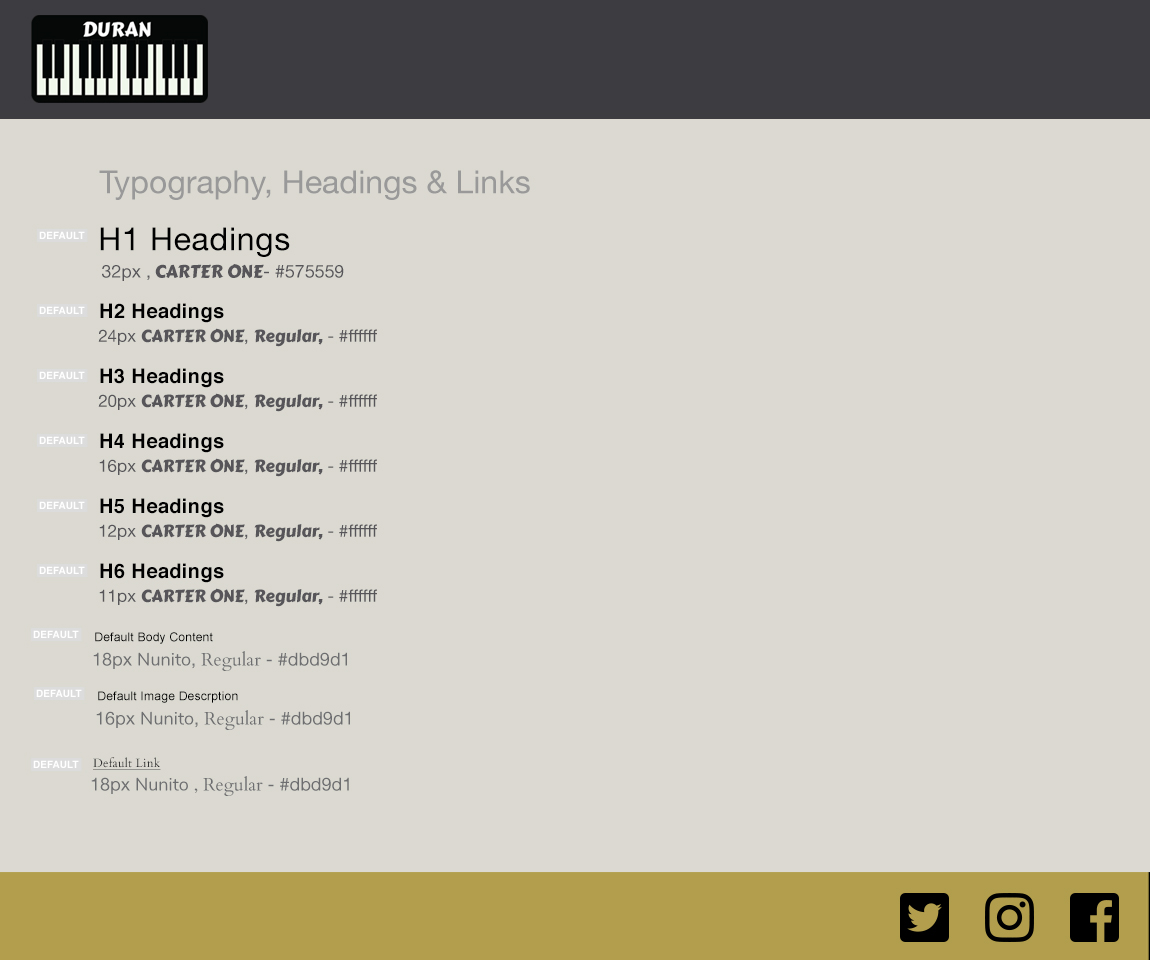 DURAN
Typography, Headings & Links
DEFAULT H1 Headings
32px , CARTER ONE- #575559
DEFAULT H2 Headings
24px CARTER ONE, Regular, - #ffffff
DEFAULT H3 Headings
20px CARTER ONE, Regular, - #ffffff
DEFAULT H4 Headings
16px CARTER ONE, Regular, - #ffffff
DEFAULT H5 Headings
12px CARTER ONE, Regular, - #ffffff
DEFAULT H6 Headings
11px CARTER ONE, Regular, - #ffffff
DEFAULT Default Body Content
18px Nunito, Regular - #dbd9d1
DEFAULT Default Image Descrption
16px Nunito, Regular - #dbd9d1
DEFAULT Default Link
18px Nunito , Regular - #dbd9d1